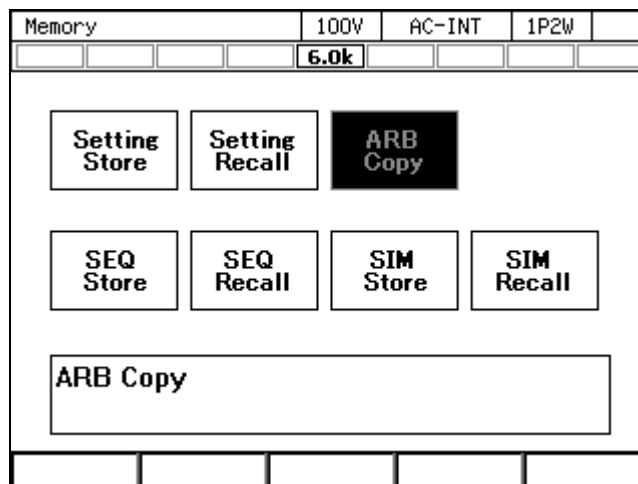 Memory 100V AC-INT 1P2W
6.0k
Setting Store
Setting Recall
ARB Copy
SEQ Store
SEQ Recall
SIM Store
SIM Recall
ARB Copy